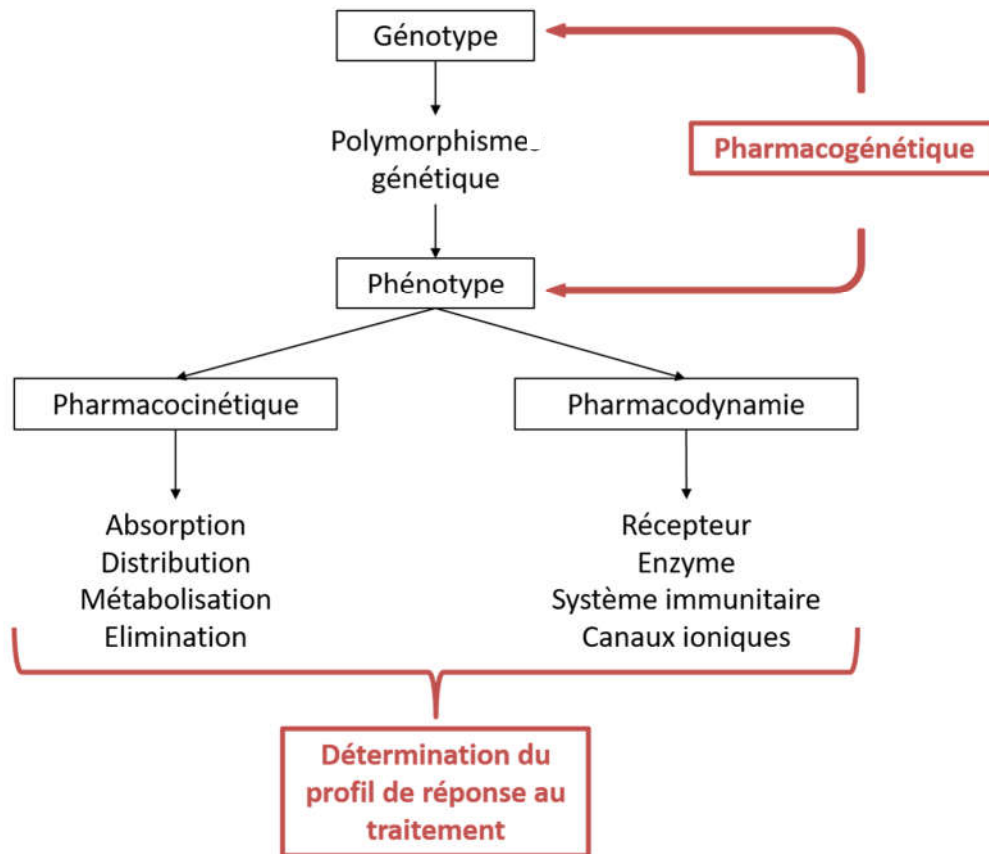 Génotype
Polymorphisme
génétique
Pharmacogénétique
Phénotype
Pharmacocinétique
Pharmacodynamie
Absorption
Distribution
Métabolisation
Elimination
Récepteur
Enzyme
Système immunitaire
Canaux ioniques
Détermination du
profil de réponse au
traitement